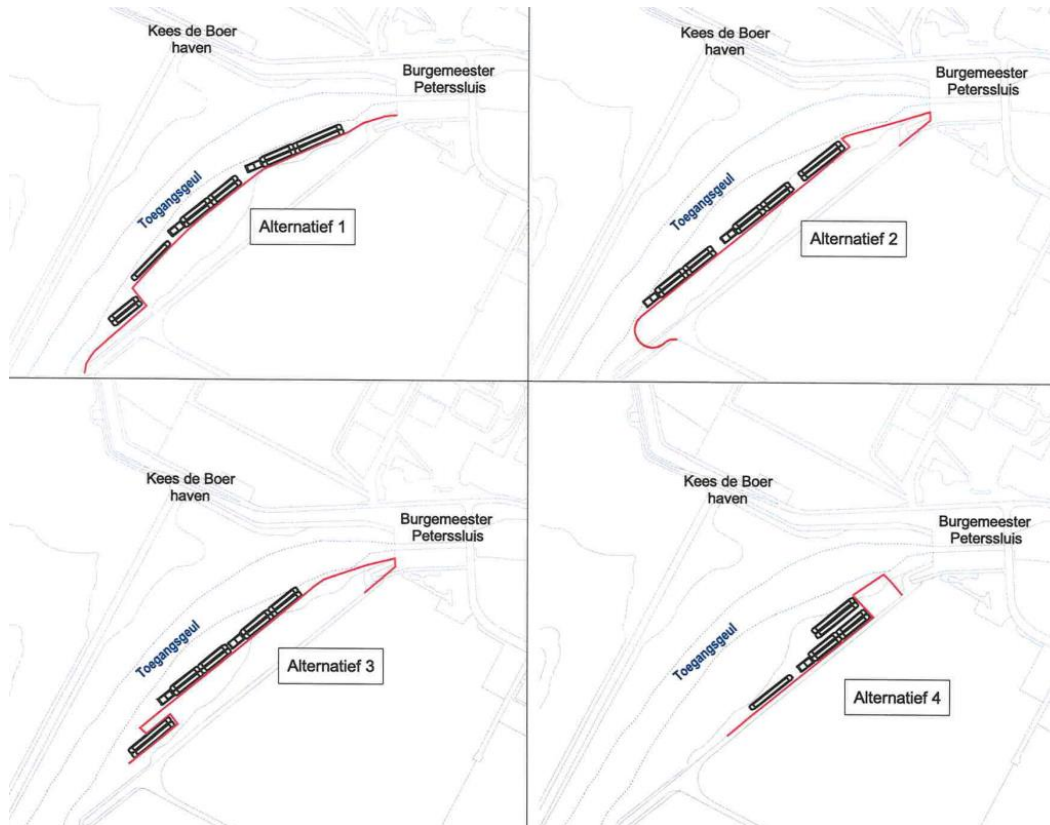 Kees de Boer
haven
Burgemeester
Peterssluis
Toegangsgeul
Alternatief 1
Kees de Boer
haven
Burgemeester
Peterssluis
Toegangsgeul
Alternatief 2
Kees de Boer
haven
Burgemeester
Peterssluis
Toegangsgeul
Alternatief 3
Kees de Boer
haven
Burgemeester
Peterssluis
Toegangsgeul
Alternatief 4